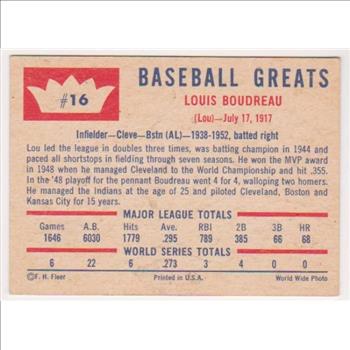 #16
BASEBALL GREATS
LOUIS BOUDREAU
(Lou)—July 17, 1917
Infielder—Cleve—Bstn (AL)—1938-1952, batted right
Lou led the league in doubles three times, was batting champion in 1944 and
paced all shortstops in fielding through seven seasons. He won the MVP award
in 1948 when he managed Cleveland to the World Championship and hit .355.
In the '48 playoff for the pennant Boudreau went 4 for 4, walloping two homers.
He managed the Indians at the age of 25 and piloted Cleveland, Boston and
Kansas City for 15 years.
MAJOR LEAGUE TOTALS
Games A.B. Hits Avg. Rbi Runs 2B 3B HR
1646 6030 1779 .295 789 385 66 68
WORLD SERIES TOTALS
6 22 6 .273 3 4 0 0
©F. H. Fleer Printed in U.S.A. World Wide Photo